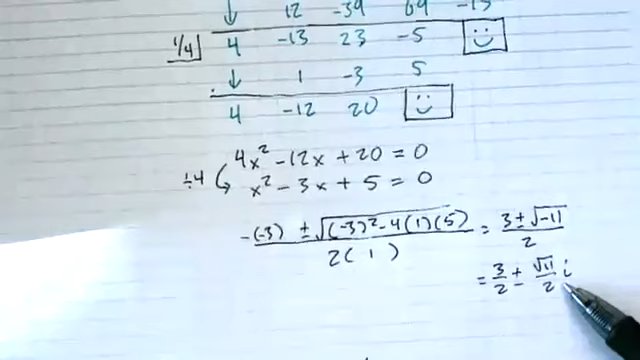 ↓ 12 -39 69 -15
1/4 4 -13 23 -5
↓ 1 -3 5
4 -12 20
4x² - 12x + 20 = 0
÷4 x² - 3x + 5 = 0
-(-3) ± √(-3)² - 4(1)(5) / 2(1) = 3 ± √-11 / 2
= 3/2 ± √11/2 i